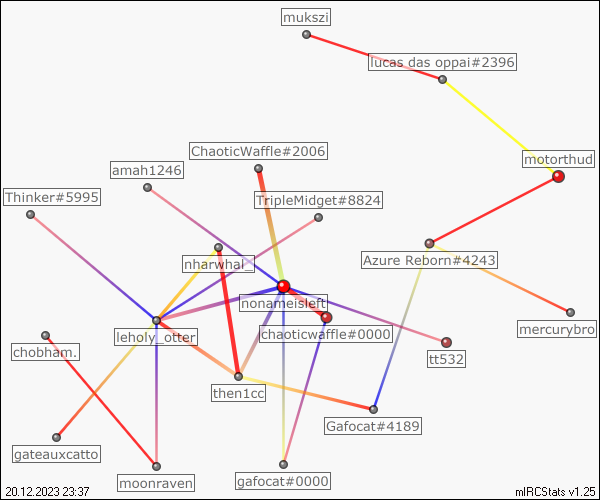 mukszi
lucas das oppai#2396
ChaoticWaffle#2006
motorthud
amah1246
Thinker#5995
TripleMidget#8824
nharwhal_
Azure Reborn#4243
nonameisleft
leholy_otter
chaoticwaffle#0000
mercurybro
chobham.
tt532
then1cc
Gafocat#4189
gateauxcatto
moonraven
gafocat#0000
20.12.2023 23:37
mIRCStats v1.25